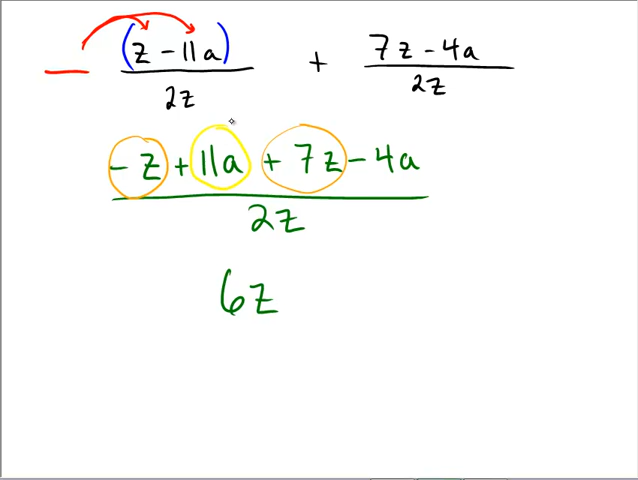 — (z - 11a) / 2z + 7z - 4a / 2z
- z + 11a + 7z - 4a
2z
6z